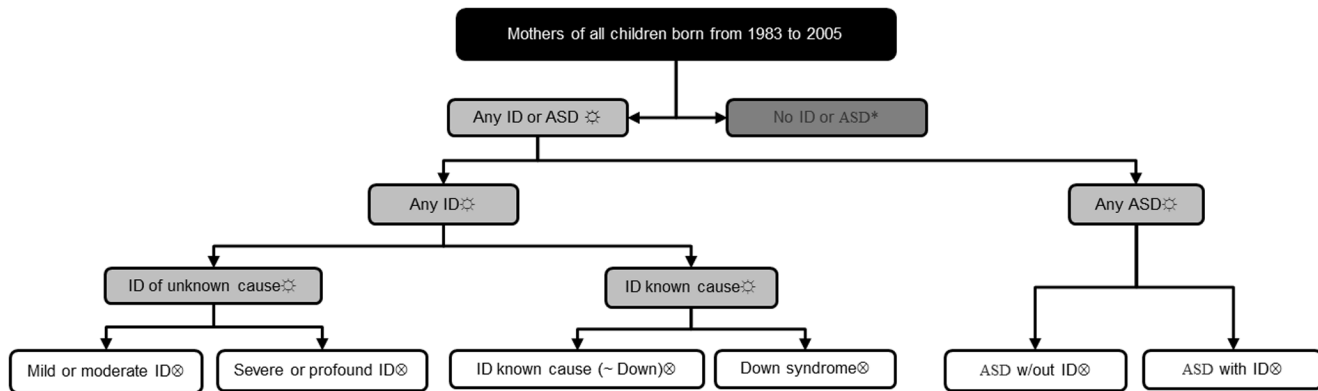 Mothers of all children born from 1983 to 2005
Any ID or ASD ☼
No ID or ASD*
Any ID☼
Any ASD☼
ID of unknown cause☼
ID known cause☼
Mild or moderate ID⊗
Severe or profound ID⊗
ID known cause (~ Down)⊗
Down syndrome⊗
ASD w/out ID⊗
ASD with ID⊗